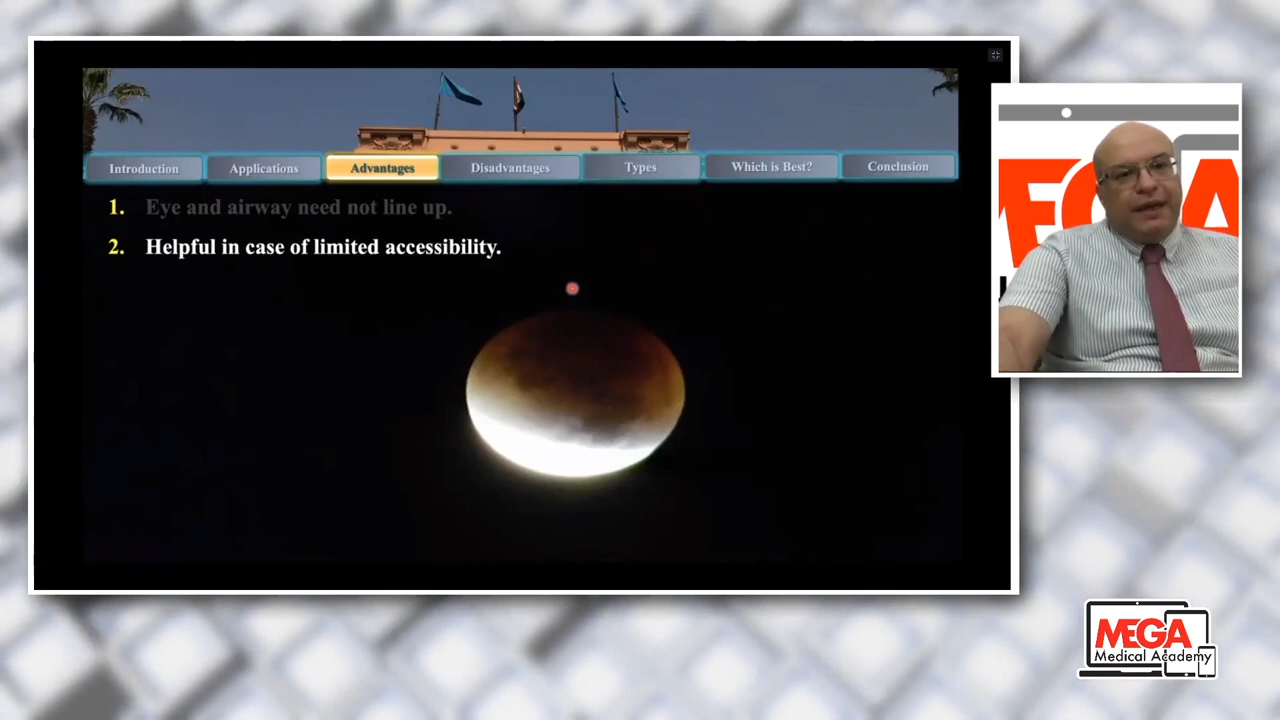 Introduction
Applications
Advantages
Disadvantages
Types
Which is Best?
Conclusion
1. Eye and airway need not line up.
2. Helpful in case of limited accessibility.
MEGA
MEGA
Medical Academy